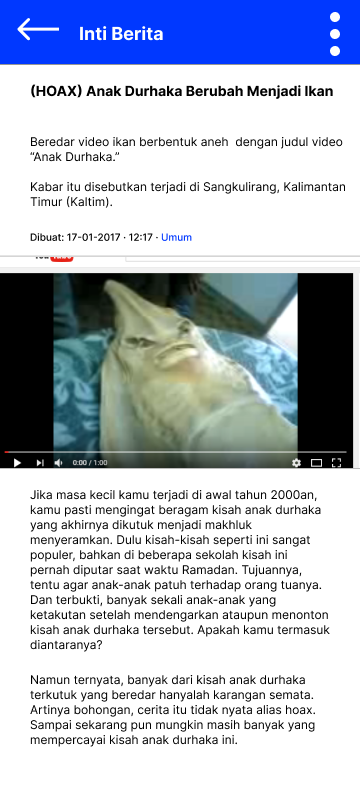 Inti Berita
(HOAX) Anak Durhaka Berubah Menjadi Ikan
Beredar video ikan berbentuk aneh dengan judul video
“Anak Durhaka.”
Kabar itu disebutkan terjadi di Sangkulirang, Kalimantan
Timur (Kaltim).
Dibuat: 17-01-2017 · 12:17 · Umum
0:00 / 1:00
Jika masa kecil kamu terjadi di awal tahun 2000an,
kamu pasti mengingat beragam kisah anak durhaka
yang akhirnya dikutuk menjadi makhluk
menyeramkan. Dulu kisah-kisah seperti ini sangat
populer, bahkan di beberapa sekolah kisah ini
pernah diputar saat waktu Ramadan. Tujuannya,
tentu agar anak-anak patuh terhadap orang tuanya.
Dan terbukti, banyak sekali anak-anak yang
ketakutan setelah mendengarkan ataupun menonton
kisah anak durhaka tersebut. Apakah kamu termasuk
diantaranya?
Namun ternyata, banyak dari kisah anak durhaka
terkutuk yang beredar hanyalah karangan semata.
Artinya bohongan, cerita itu tidak nyata alias hoax.
Sampai sekarang pun mungkin masih banyak yang
mempercayai kisah anak durhaka ini.